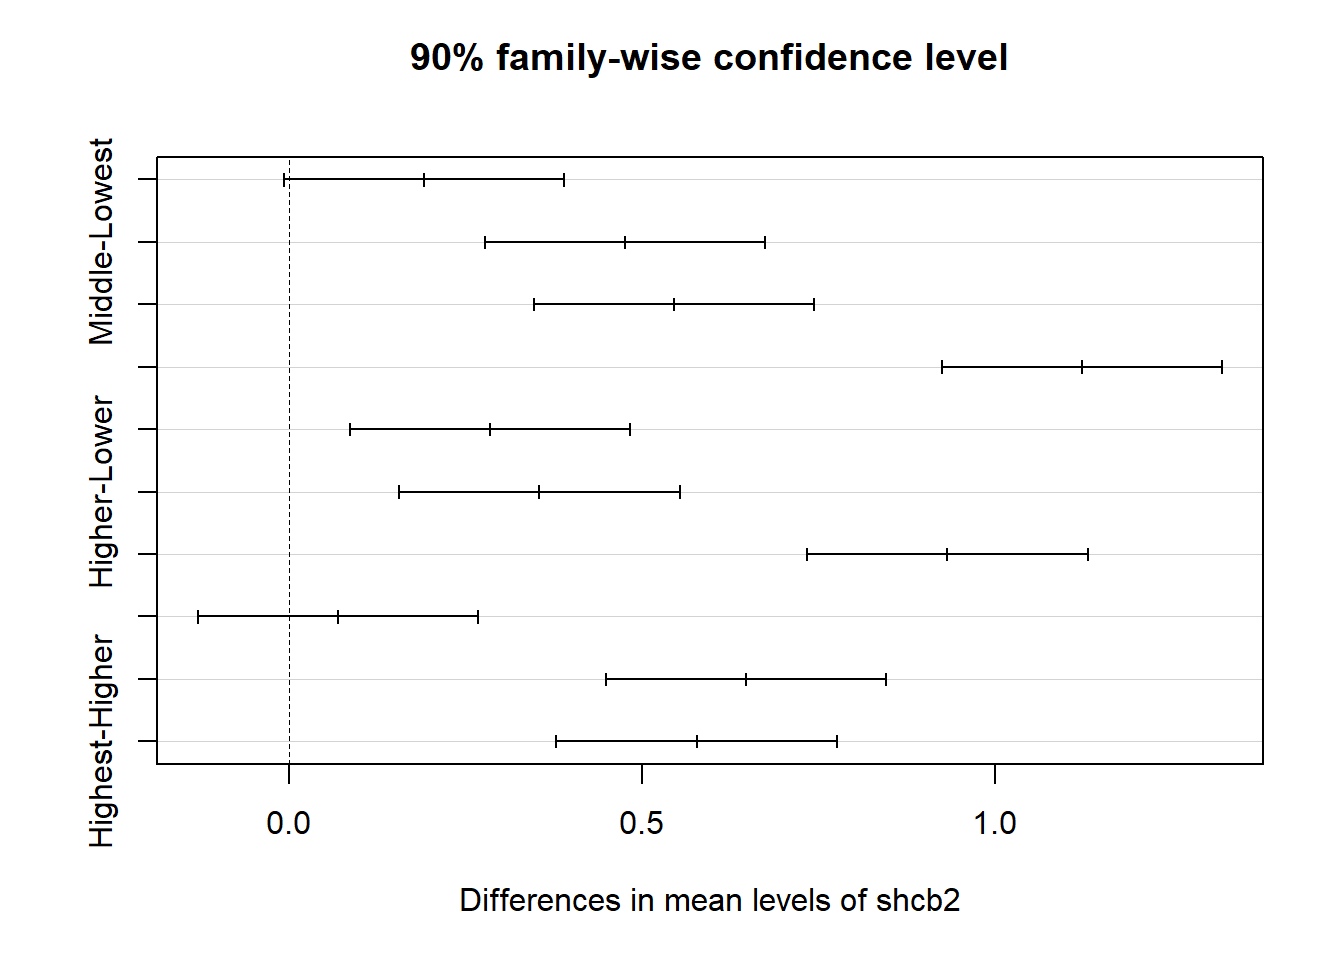 90% family-wise confidence level
Middle-Lowest
Higher-Lower
Highest-Higher
0.0 0.5 1.0
Differences in mean levels of shcb2